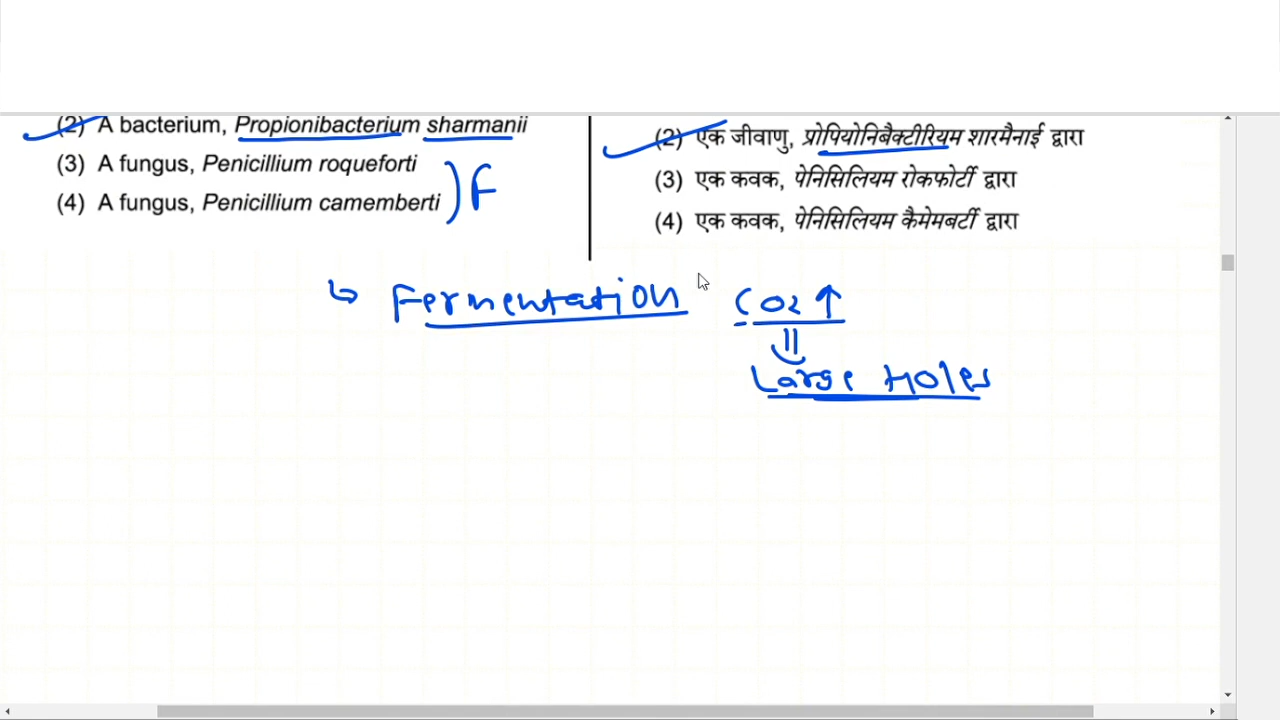 (2) A bacterium, Propionibacterium sharmanii
(3) A fungus, Penicillium roqueforti
(4) A fungus, Penicillium camemberti
) F
(2) एक जीवाणु, प्रोपियोनिबैक्टीरियम शारमैनाई द्वारा
(3) एक कवक, पेनिसिलियम रोकफोर्टी द्वारा
(4) एक कवक, पेनिसिलियम कैमेमबर्टी द्वारा
↳ Fermentation CO2 ↑
⇓
Large Holes